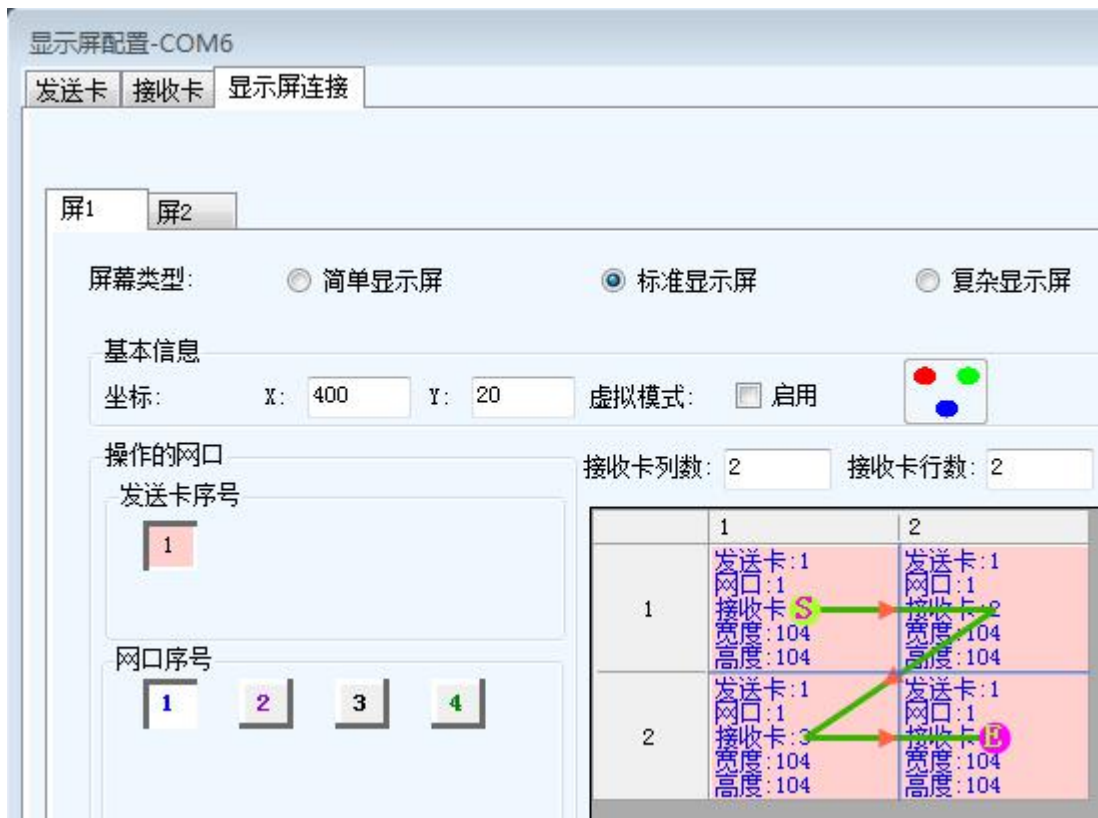 显示屏配置-COM6
发送卡 接收卡 显示屏连接
屏1 屏2
屏幕类型: 简单显示屏 标准显示屏 复杂显示屏
基本信息
坐标: X: 400 Y: 20 虚拟模式: 启用
操作的网口
接收卡列数: 2 接收卡行数: 2
发送卡序号
1
网口序号
1 2 3 4
1 2
1
发送卡:1
网口:1
接收卡 S
宽度:104
高度:104
发送卡:1
网口:1
接收卡:2
宽度:104
高度:104
2
发送卡:1
网口:1
接收卡:3
宽度:104
高度:104
发送卡:1
网口:1
接收卡 E
宽度:104
高度:104